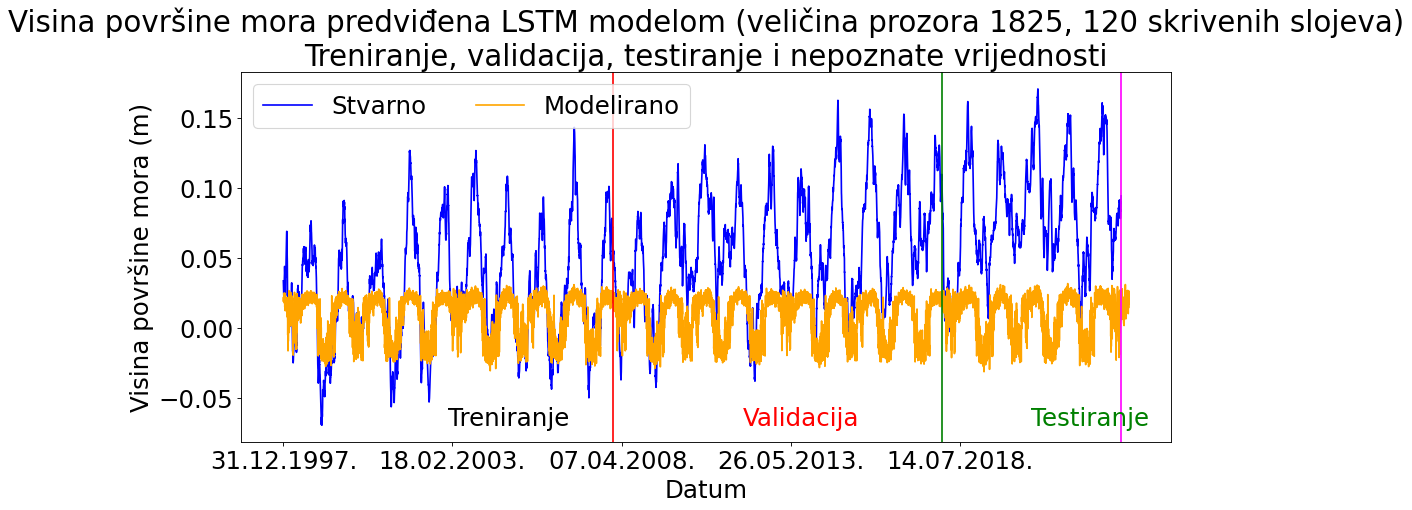 Visina površine mora predviđena LSTM modelom (veličina prozora 1825, 120 skrivenih slojeva)
Treniranje, validacija, testiranje i nepoznate vrijednosti
Stvarno
Modelirano
Visina površine mora (m)
0.15
0.10
0.05
0.00
−0.05
Treniranje
Validacija
Testiranje
31.12.1997.
18.02.2003.
07.04.2008.
26.05.2013.
14.07.2018.
Datum